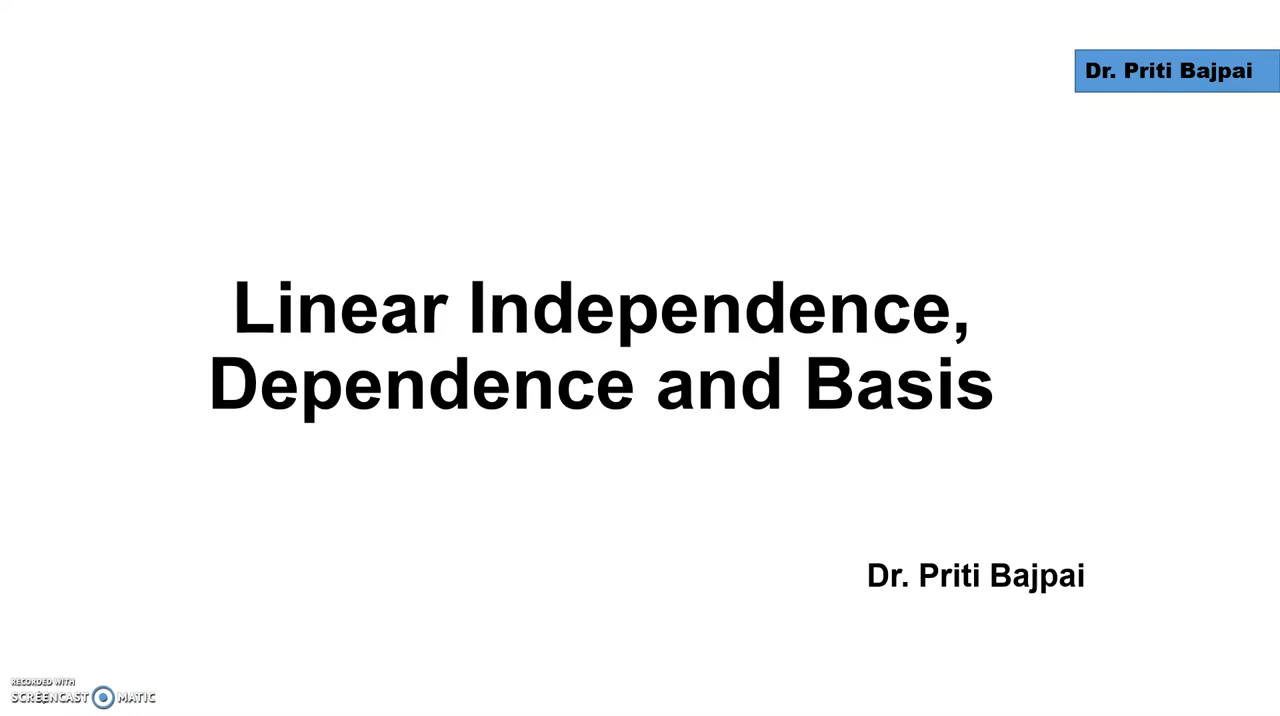 Dr. Priti Bajpai
Linear Independence,
Dependence and Basis
Dr. Priti Bajpai
RECORDED WITH
SCREENCAST MATIC